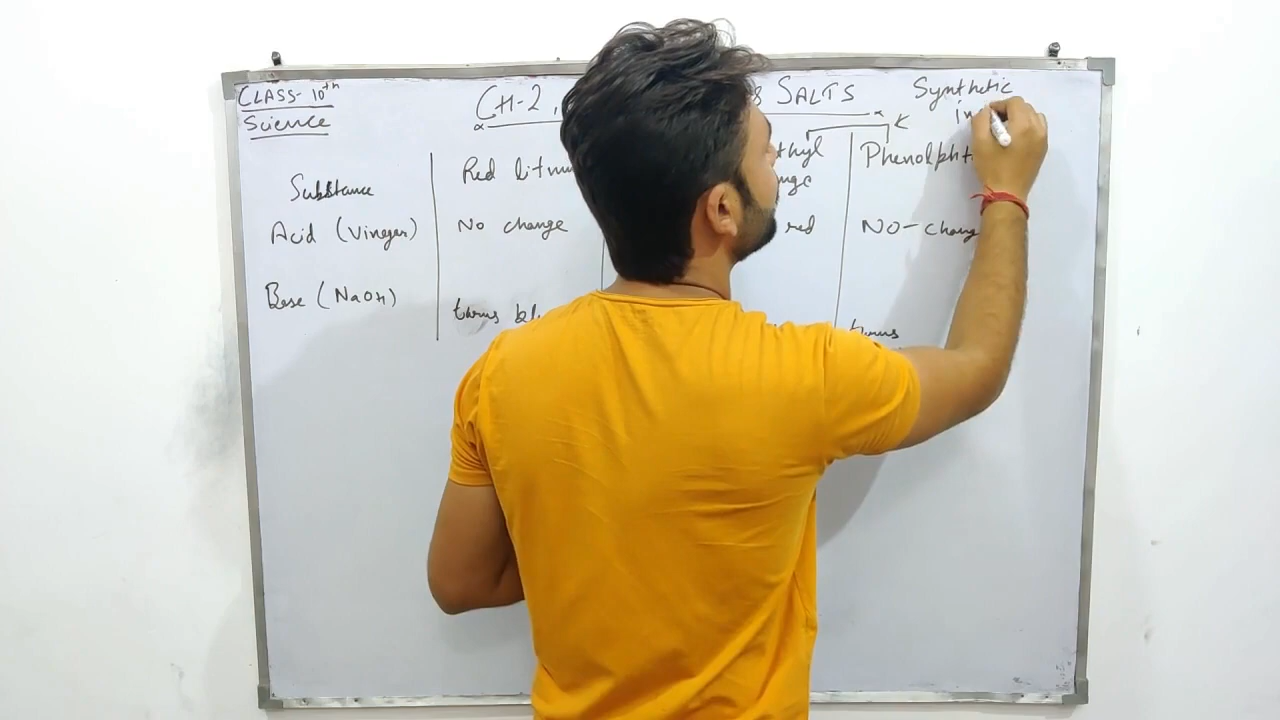 CLASS-10th
Science
CH-2,
& SALTS
Synthetic
in
Substance
Red litmu
thyl
nge
Phenolpht
Acid (Vinegar)
No change
red
NO-chang
Base (NaOH)
turns bl
turns